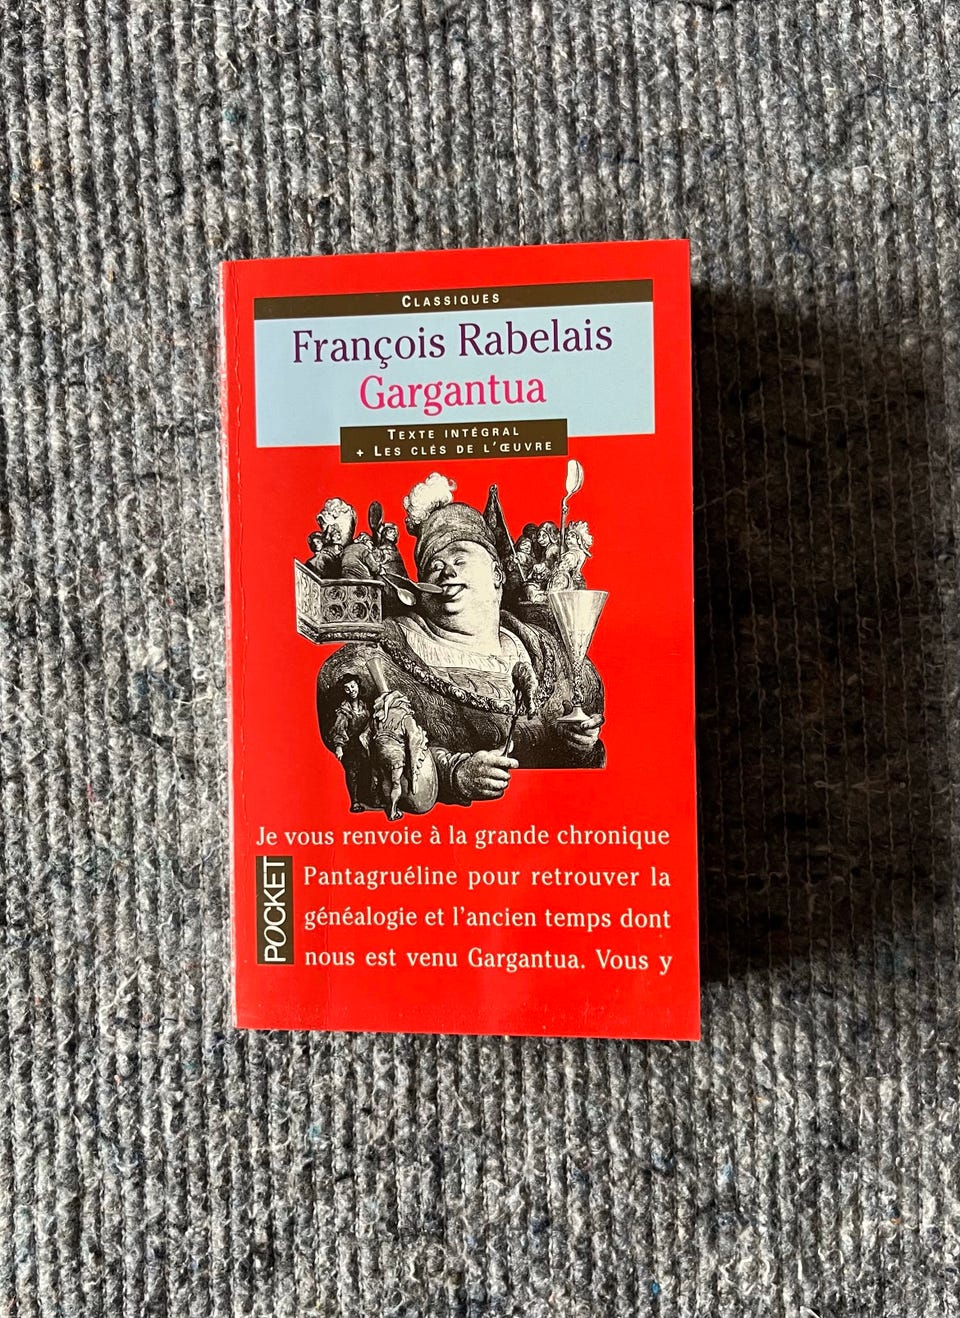 CLASSIQUES
François Rabelais
Gargantua
TEXTE INTÉGRAL
+ LES CLÉS DE L'ŒUVRE
Je vous renvoie à la grande chronique
Pantagruéline pour retrouver la
généalogie et l'ancien temps dont
nous est venu Gargantua. Vous y
POCKET